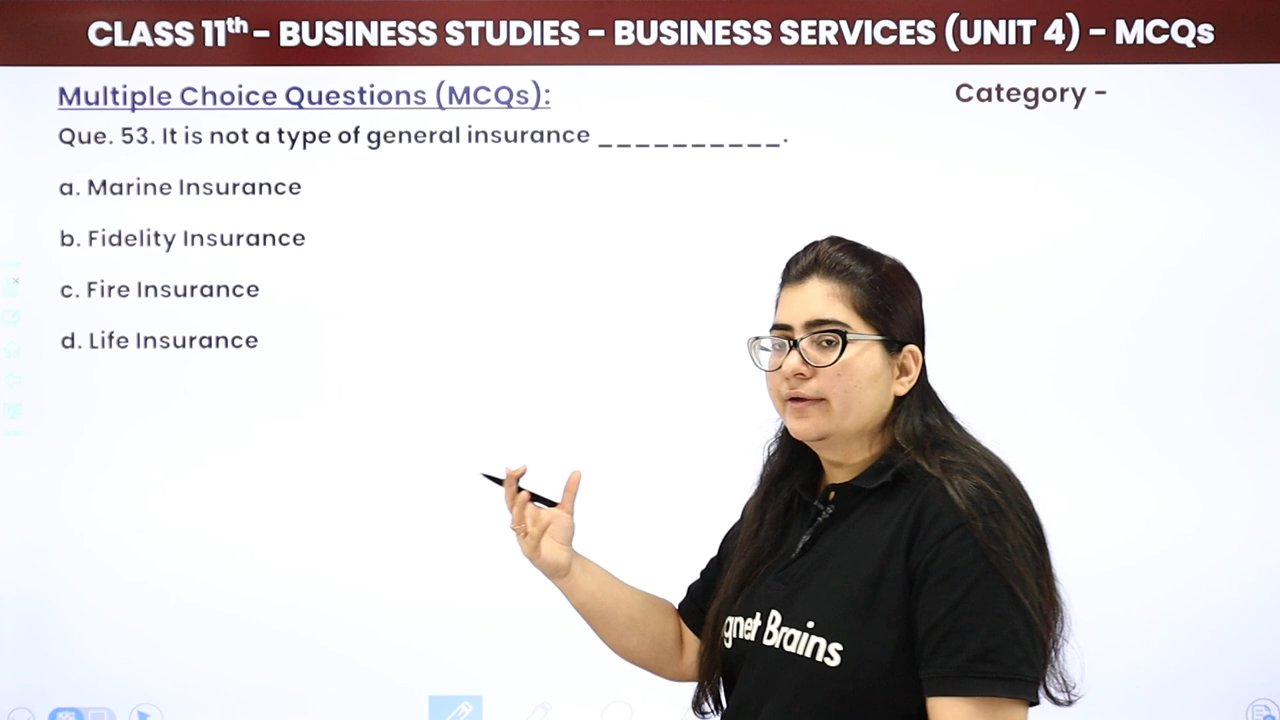 CLASS 11th - BUSINESS STUDIES - BUSINESS SERVICES (UNIT 4) - MCQs
Multiple Choice Questions (MCQs):
Category -
Que. 53. It is not a type of general insurance __________.
a. Marine Insurance
b. Fidelity Insurance
c. Fire Insurance
d. Life Insurance
gnet Brains